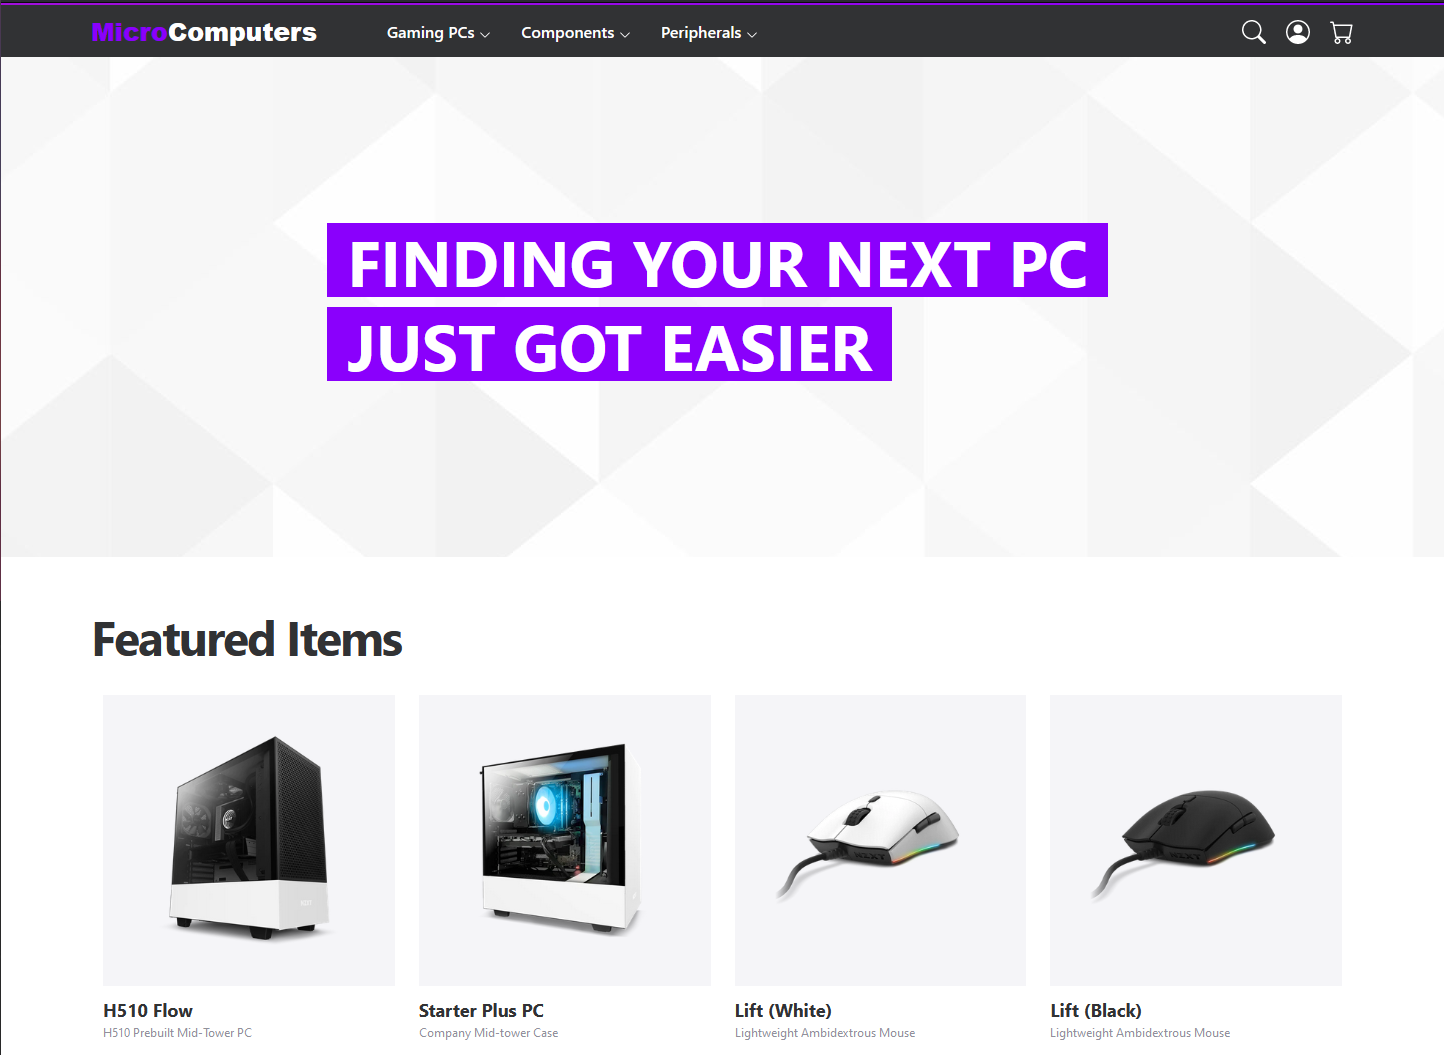 MicroComputers
Gaming PCs
Components
Peripherals
FINDING YOUR NEXT PC
JUST GOT EASIER
Featured Items
H510 Flow
H510 Prebuilt Mid-Tower PC
Starter Plus PC
Company Mid-tower Case
Lift (White)
Lightweight Ambidextrous Mouse
Lift (Black)
Lightweight Ambidextrous Mouse